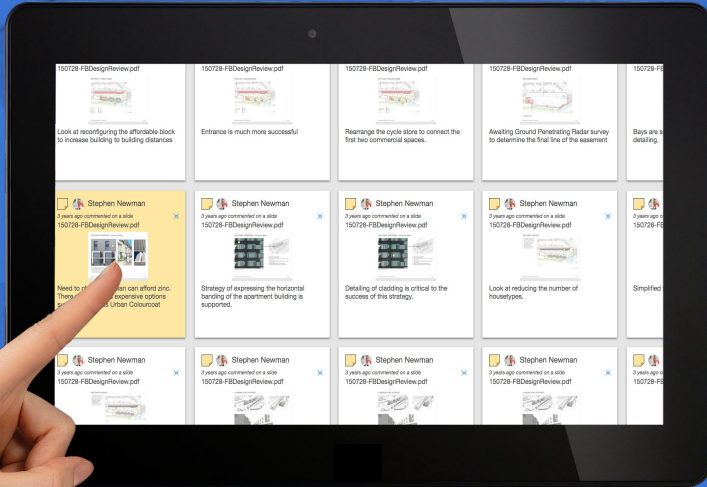 150728-FBDesignReview.pdf
Look at reconfiguring the affordable block
to increase building to building distances
150728-FBDesignReview.pdf
Entrance is much more successful
150728-FBDesignReview.pdf
Rearrange the cycle store to connect the
first two commercial spaces.
150728-FBDesignReview.pdf
Awaiting Ground Penetrating Radar survey
to determine the final line of the easement
150728-FB
Bays are s
detailing.
Stephen Newman
3 years ago commented on a slide
150728-FBDesignReview.pdf
Need to an can afford zinc.
There expensive options
as Urban Colourcoat
Stephen Newman
3 years ago commented on a slide
150728-FBDesignReview.pdf
Strategy of expressing the horizontal
banding of the apartment building is
supported.
Stephen Newman
3 years ago commented on a slide
150728-FBDesignReview.pdf
Detailing of cladding is critical to the
success of this strategy.
Stephen Newman
3 years ago commented on a slide
150728-FBDesignReview.pdf
Look at reducing the number of
housetypes.
3 years ago c
150728-FB
Simplified
Stephen Newman
3 years ago commented on a slide
150728-FBDesignReview.pdf
Stephen Newman
3 years ago commented on a slide
150728-FBDesignReview.pdf
Stephen Newman
3 years ago commented on a slide
150728-FBDesignReview.pdf
Stephen Newman
3 years ago commented on a slide
150728-FBDesignReview.pdf
3 years ago c
150728-FB